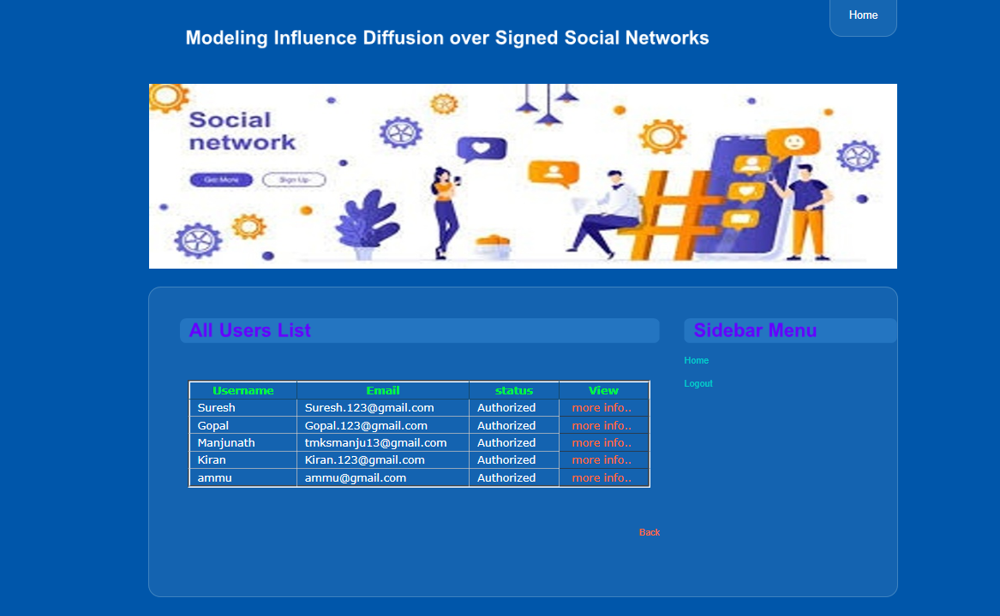 Home
Modeling Influence Diffusion over Signed Social Networks
Social
network
Get More Sign Up
All Users List
Sidebar Menu
Home
Logout
Username Email status View
Suresh Suresh.123@gmail.com Authorized more info..
Gopal Gopal.123@gmail.com Authorized more info..
Manjunath tmksmanju13@gmail.com Authorized more info..
Kiran Kiran.123@gmail.com Authorized more info..
ammu ammu@gmail.com Authorized more info..
Back